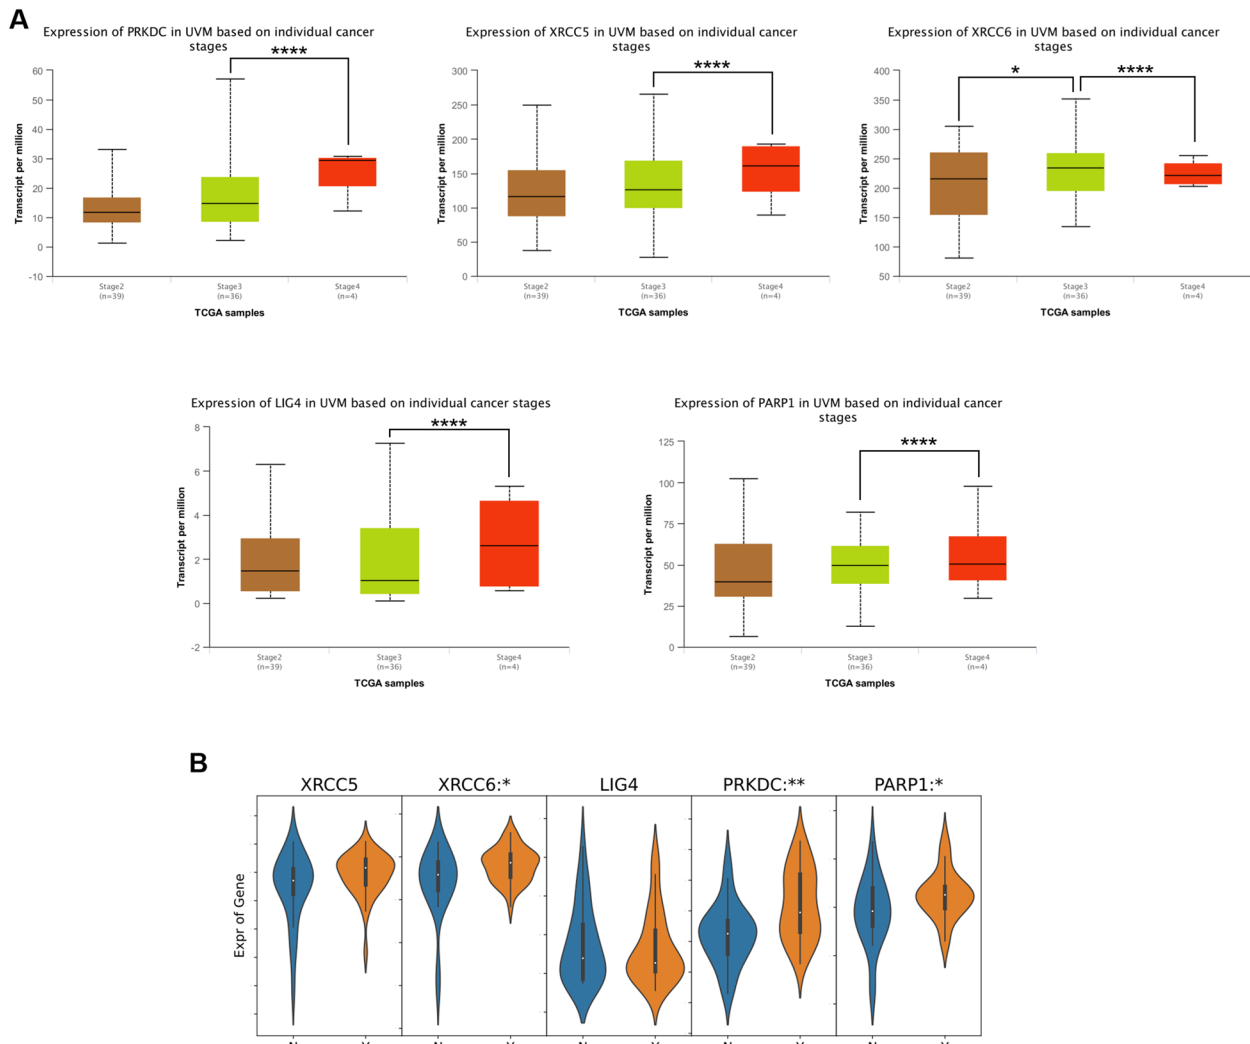 A
Expression of PRKDC in UVM based on individual cancer
stages
****
Transcript per million
60
50
40
30
20
10
0
-10
Stage2
(n=39)
Stage3
(n=36)
Stage4
(n=4)
TCGA samples
Expression of XRCC5 in UVM based on individual cancer
stages
****
Transcript per million
300
250
200
150
100
50
0
Stage2
(n=39)
Stage3
(n=36)
Stage4
(n=4)
TCGA samples
Expression of XRCC6 in UVM based on individual cancer
stages
*
****
Transcript per million
400
350
300
250
200
150
100
50
Stage2
(n=39)
Stage3
(n=36)
Stage4
(n=4)
TCGA samples
Expression of LIG4 in UVM based on individual cancer stages
****
Transcript per million
8
6
4
2
0
-2
Stage2
(n=39)
Stage3
(n=36)
Stage4
(n=4)
TCGA samples
Expression of PARP1 in UVM based on individual cancer
stages
****
Transcript per million
125
100
75
50
25
0
Stage2
(n=39)
Stage3
(n=36)
Stage4
(n=4)
TCGA samples
B
XRCC5
XRCC6:*
LIG4
PRKDC:**
PARP1:*
Expr of Gene